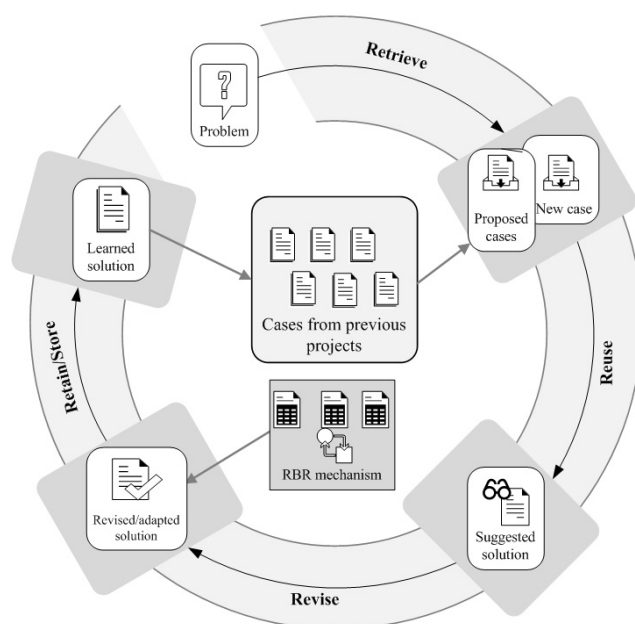 Retrieve
?
Problem
Proposed
cases
New case
Learned
solution
Cases from previous
projects
Reuse
Retain/Store
RBR mechanism
Revised/adapted
solution
Suggested
solution
Revise